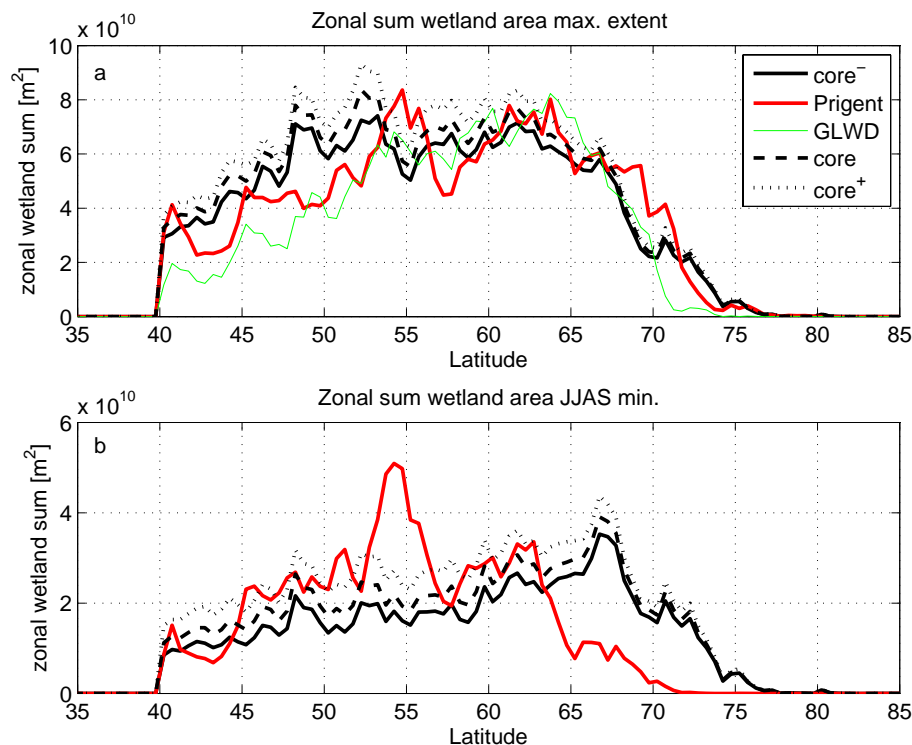 Zonal sum wetland area max. extent
x 10^10
a
zonal wetland sum [m^2]
10
8
6
4
2
0
35 40 45 50 55 60 65 70 75 80 85
Latitude
core^−
Prigent
GLWD
core
core^+
Zonal sum wetland area JJAS min.
x 10^10
b
zonal wetland sum [m^2]
6
4
2
0
35 40 45 50 55 60 65 70 75 80 85
Latitude